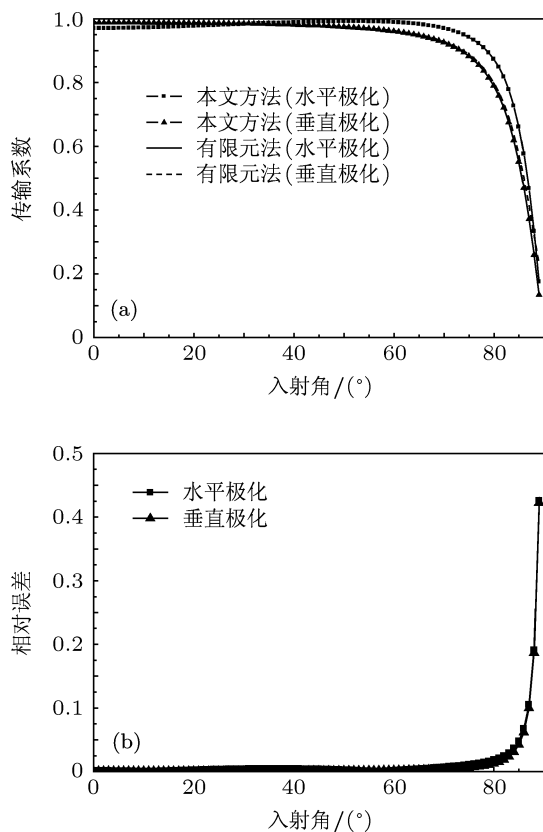 1.0
0.8
0.6
0.4
0.2
0
传输系数
本文方法(水平极化)
本文方法(垂直极化)
有限元法(水平极化)
有限元法(垂直极化)
(a)
0 20 40 60 80
入射角/(°)
0.5
0.4
0.3
0.2
0.1
0
相对误差
水平极化
垂直极化
(b)
0 20 40 60 80
入射角/(°)